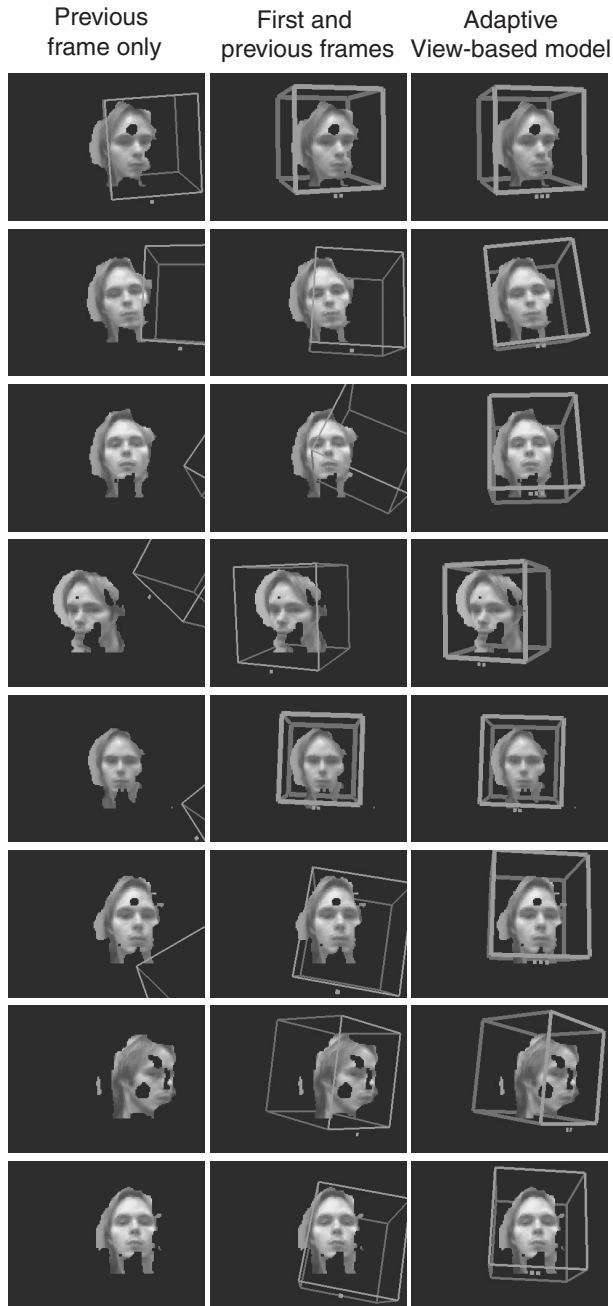 Previous
frame only
First and
previous frames
Adaptive
View-based model